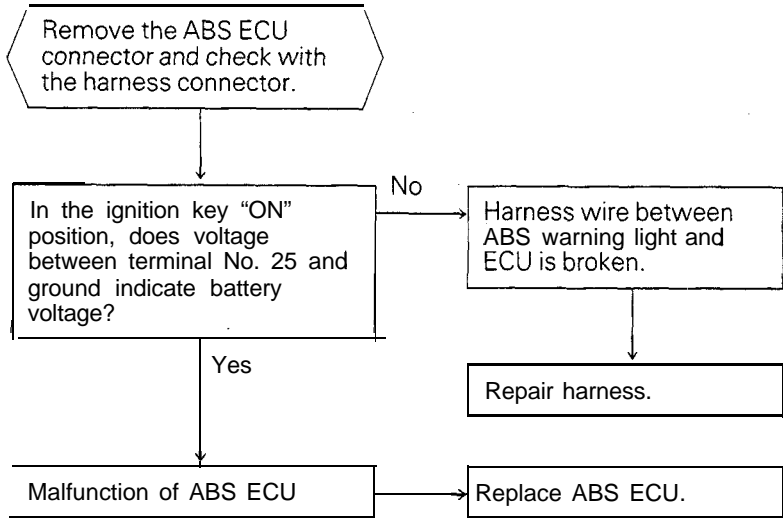 Remove the ABS ECU
connector and check with
the harness connector.
In the ignition key “ON”
position, does voltage
between terminal No. 25 and
ground indicate battery
voltage?
No
Harness wire between
ABS warning light and
ECU is broken.
Repair harness.
Yes
Malfunction of ABS ECU
Replace ABS ECU.